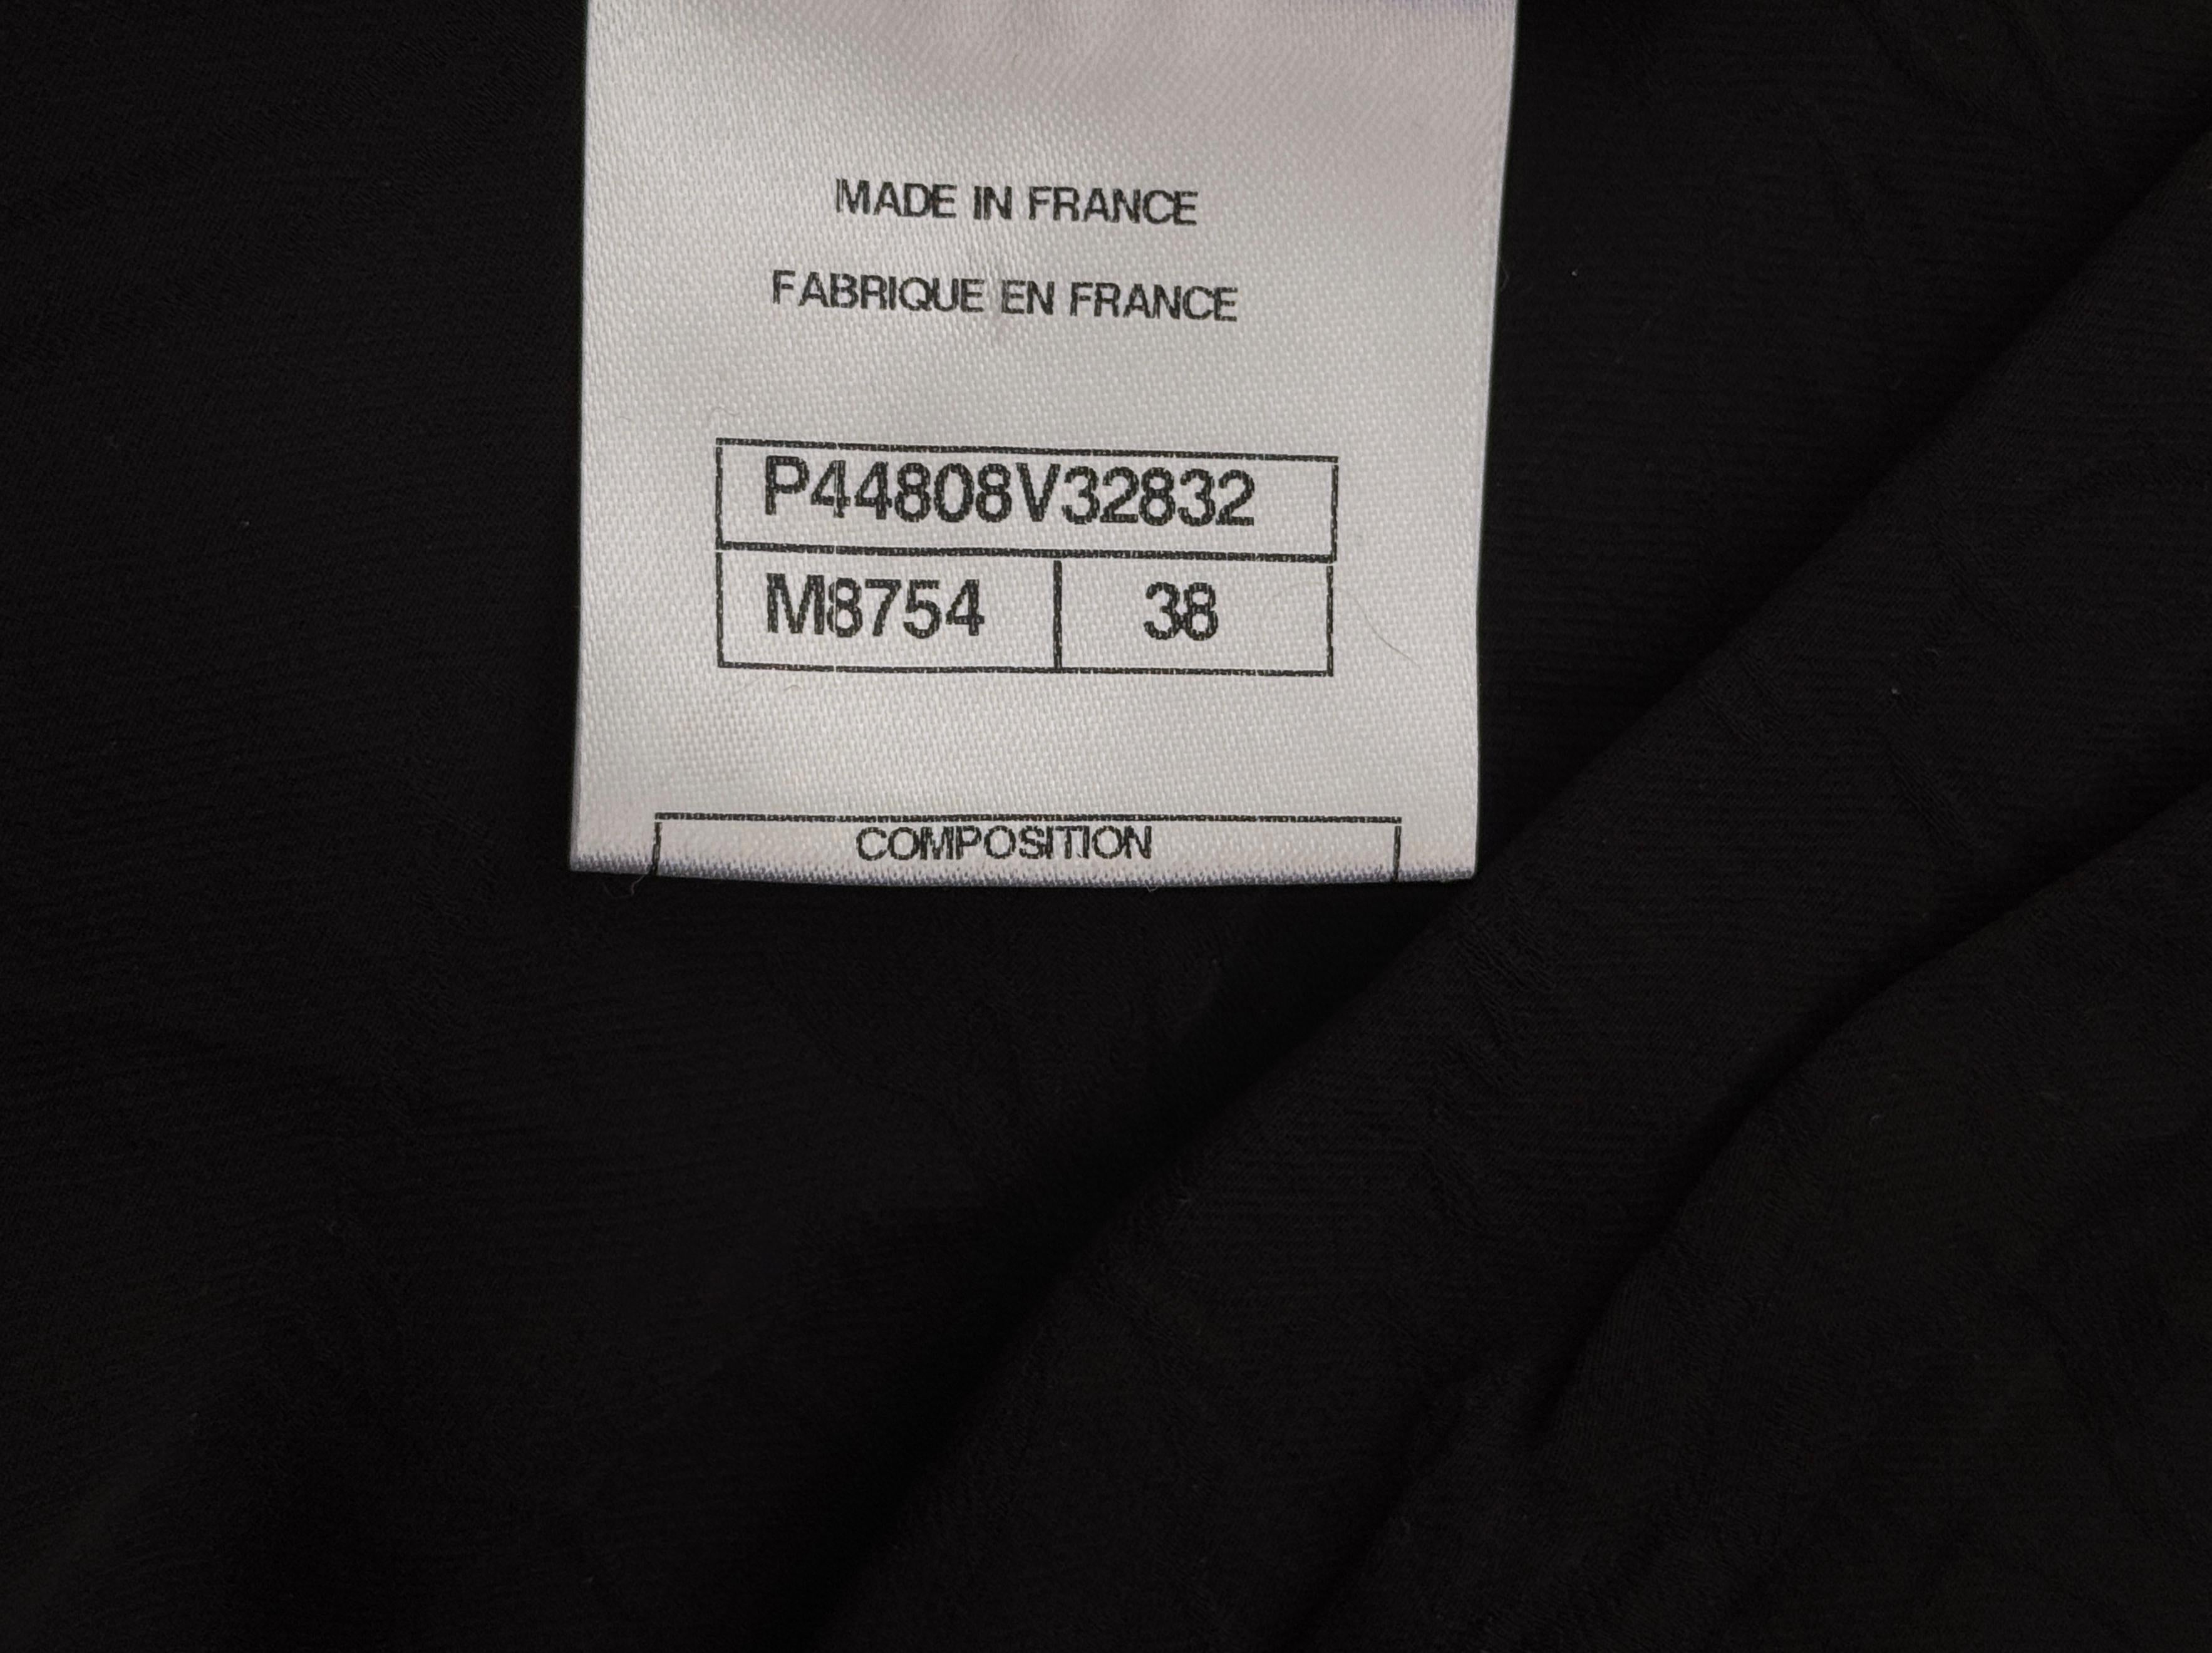 MADE IN FRANCE
FABRIQUE EN FRANCE
P44808V32832
M8754 38
COMPOSITION